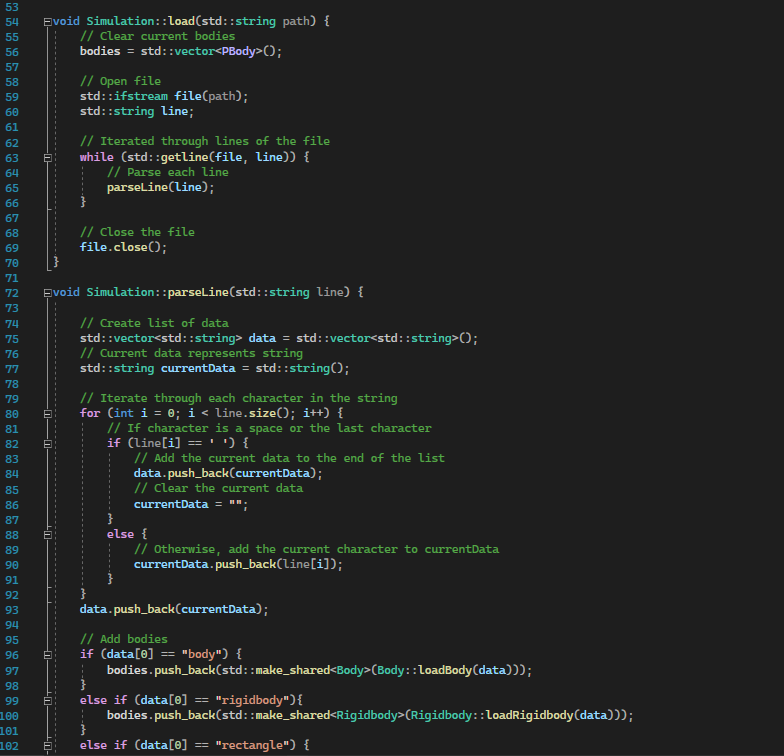 53
54 void Simulation::load(std::string path) {
55 // Clear current bodies
56 bodies = std::vector<PBody>();
57
58 // Open file
59 std::ifstream file(path);
60 std::string line;
61
62 // Iterated through lines of the file
63 while (std::getline(file, line)) {
64 // Parse each line
65 parseLine(line);
66 }
67
68 // Close the file
69 file.close();
70 }
71
72 void Simulation::parseLine(std::string line) {
73
74 // Create list of data
75 std::vector<std::string> data = std::vector<std::string>();
76 // Current data represents string
77 std::string currentData = std::string();
78
79 // Iterate through each character in the string
80 for (int i = 0; i < line.size(); i++) {
81 // If character is a space or the last character
82 if (line[i] == ' ') {
83 // Add the current data to the end of the list
84 data.push_back(currentData);
85 // Clear the current data
86 currentData = "";
87 }
88 else {
89 // Otherwise, add the current character to currentData
90 currentData.push_back(line[i]);
91 }
92 }
93 data.push_back(currentData);
94
95 // Add bodies
96 if (data[0] == "body") {
97 bodies.push_back(std::make_shared<Body>(Body::loadBody(data)));
98 }
99 else if (data[0] == "rigidbody"){
100 bodies.push_back(std::make_shared<Rigidbody>(Rigidbody::loadRigidbody(data)));
101 }
102 else if (data[0] == "rectangle") {